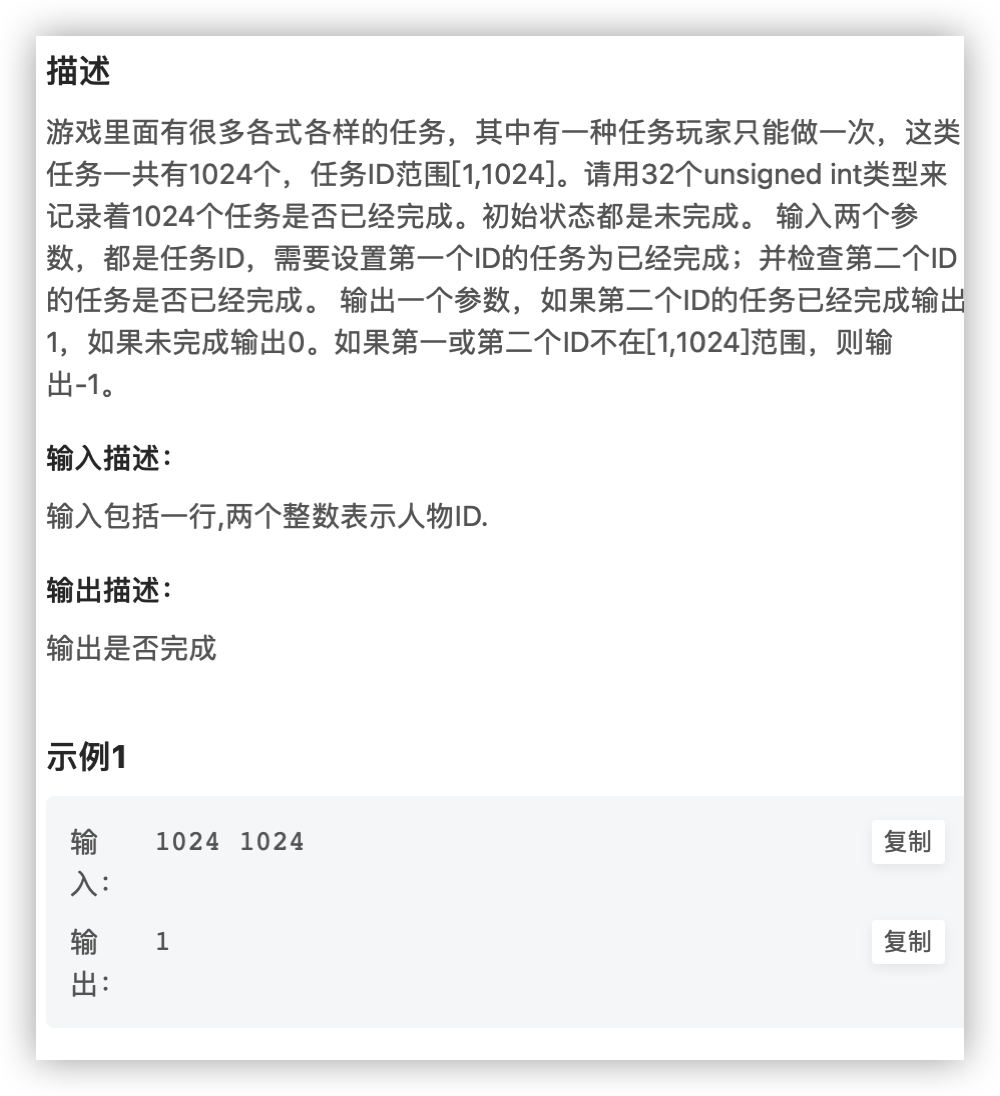 描述
游戏里面有很多各式各样的任务，其中有一种任务玩家只能做一次，这类
任务一共有1024个，任务ID范围[1,1024]。请用32个unsigned int类型来
记录着1024个任务是否已经完成。初始状态都是未完成。 输入两个参
数，都是任务ID，需要设置第一个ID的任务为已经完成；并检查第二个ID
的任务是否已经完成。 输出一个参数，如果第二个ID的任务已经完成输出
1，如果未完成输出0。如果第一或第二个ID不在[1,1024]范围，则输
出-1。
输入描述：
输入包括一行,两个整数表示人物ID.
输出描述：
输出是否完成
示例1
输 1024 1024 复制
入：
输 1 复制
出：